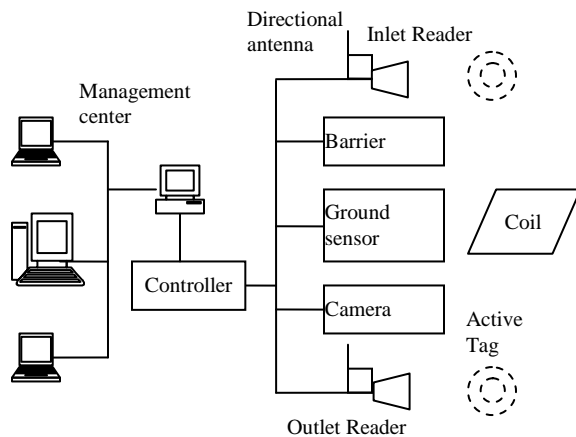 Directional
antenna
Inlet Reader
Management
center
Barrier
Ground
sensor
Coil
Controller
Camera
Active
Tag
Outlet Reader